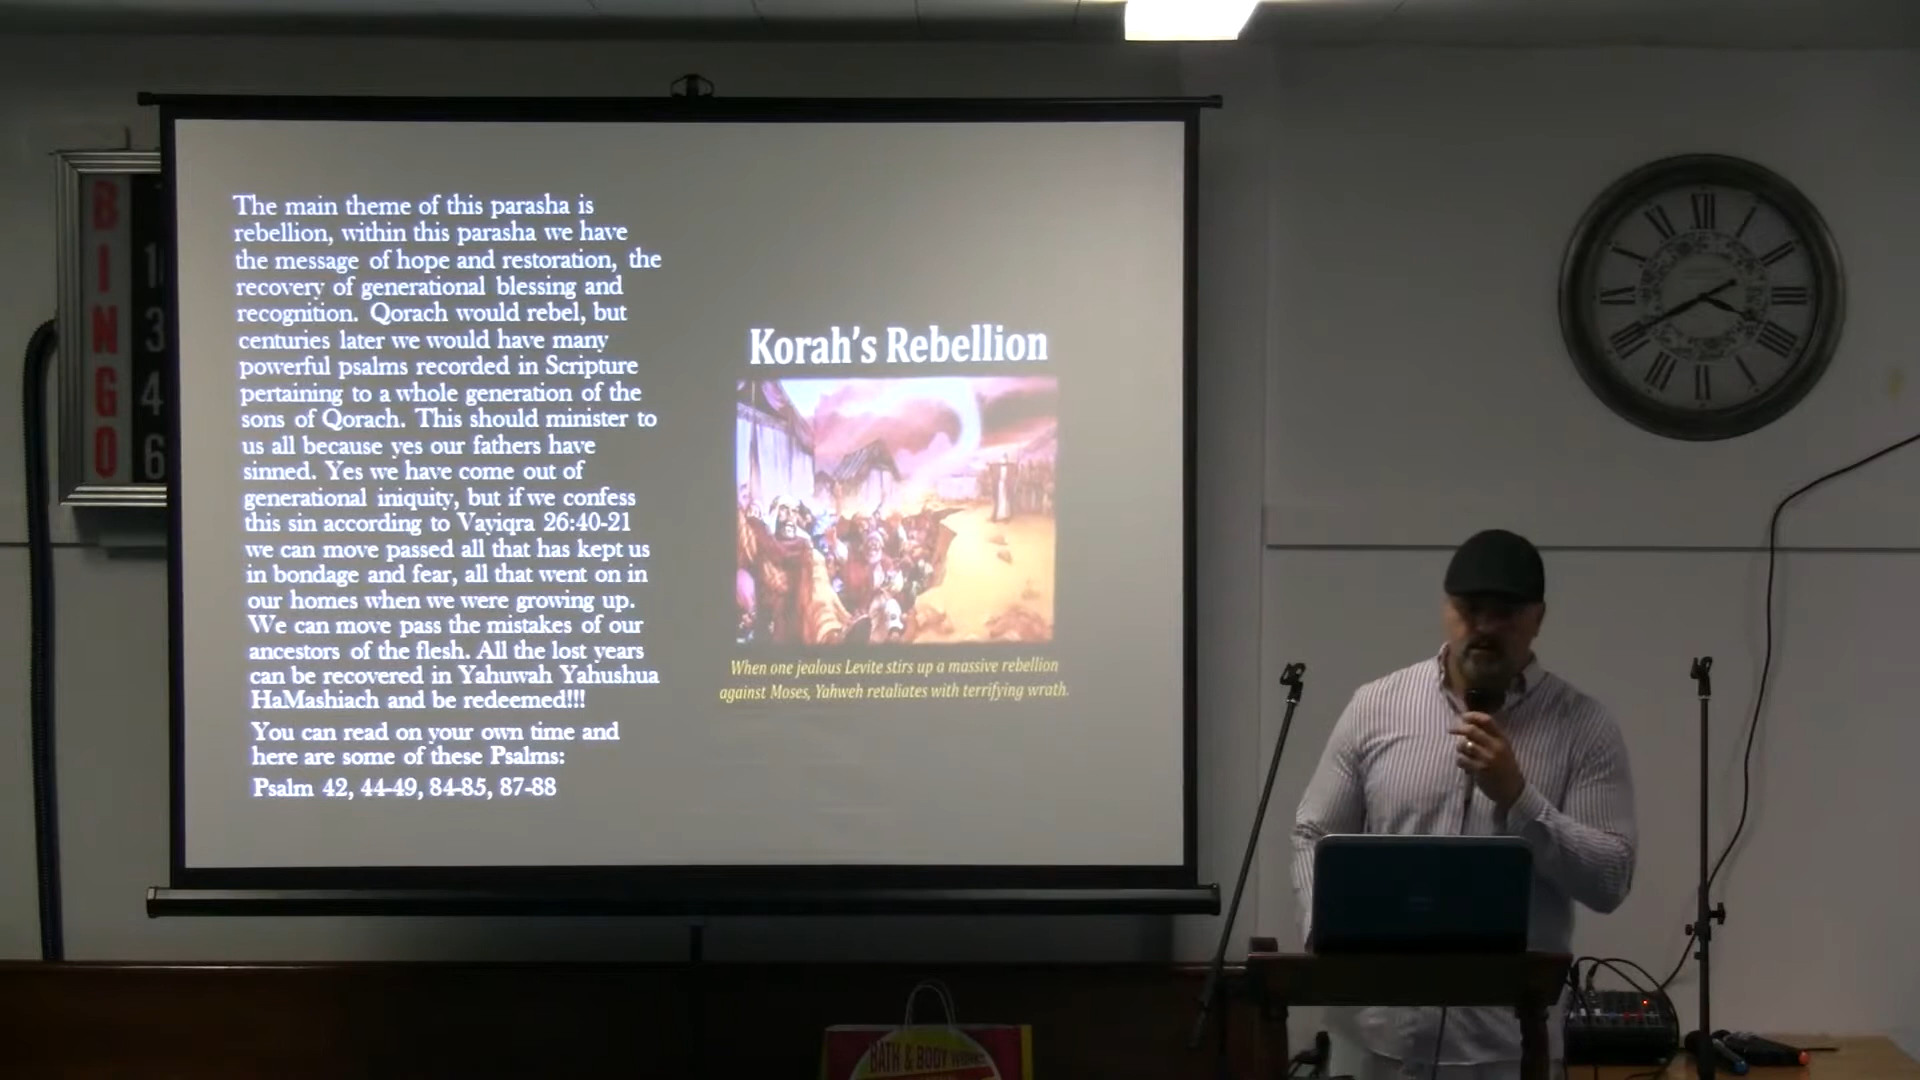 The main theme of this parasha is
rebellion, within this parasha we have
the message of hope and restoration, the
recovery of generational blessing and
recognition. Qorach would rebel, but
centuries later we would have many
powerful psalms recorded in Scripture
pertaining to a whole generation of the
sons of Qorach. This should minister to
us all because yes our fathers have
sinned. Yes we have come out of
generational iniquity, but if we confess
this sin according to Vayiqra 26:40-21
we can move passed all that has kept us
in bondage and fear, all that went on in
our homes when we were growing up.
We can move pass the mistakes of our
ancestors of the flesh. All the lost years
can be recovered in Yahuwah Yahushua
HaMashiach and be redeemed!!!
You can read on your own time and
here are some of these Psalms:
Psalm 42, 44-49, 84-85, 87-88
Korah's Rebellion
When one jealous Levite stirs up a massive rebellion
against Moses, Yahweh retaliates with terrifying wrath.
BINGO
3
4
6
BATH & BODY WORKS